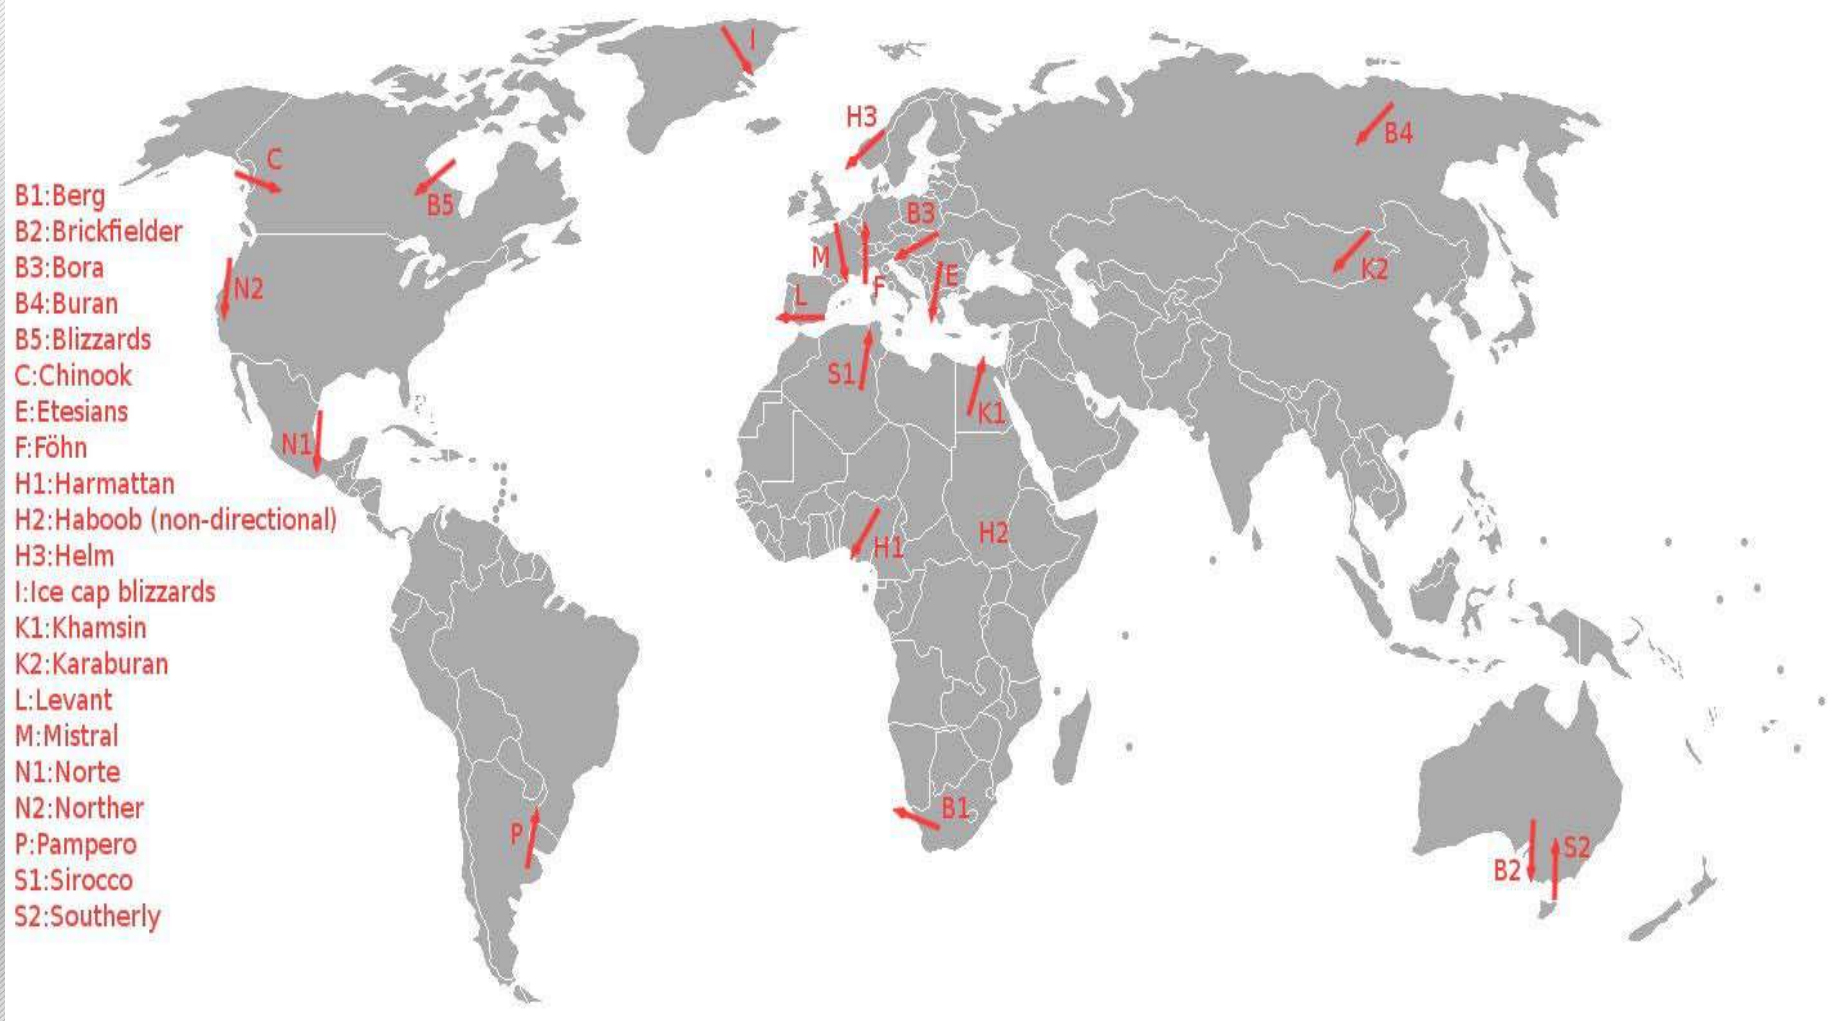 B1:Berg
B2:Brickfielder
B3:Bora
B4:Buran
B5:Blizzards
C:Chinook
E:Etesians
F:Föhn
H1:Harmattan
H2:Haboob (non-directional)
H3:Helm
I:Ice cap blizzards
K1:Khamsin
K2:Karaburan
L:Levant
M:Mistral
N1:Norte
N2:Norther
P:Pampero
S1:Sirocco
S2:Southerly
I
H3
B4
C
B5
B3
M
F
E
K2
N2
L
S1
K1
N1
H1
H2
B1
P
B2
S2